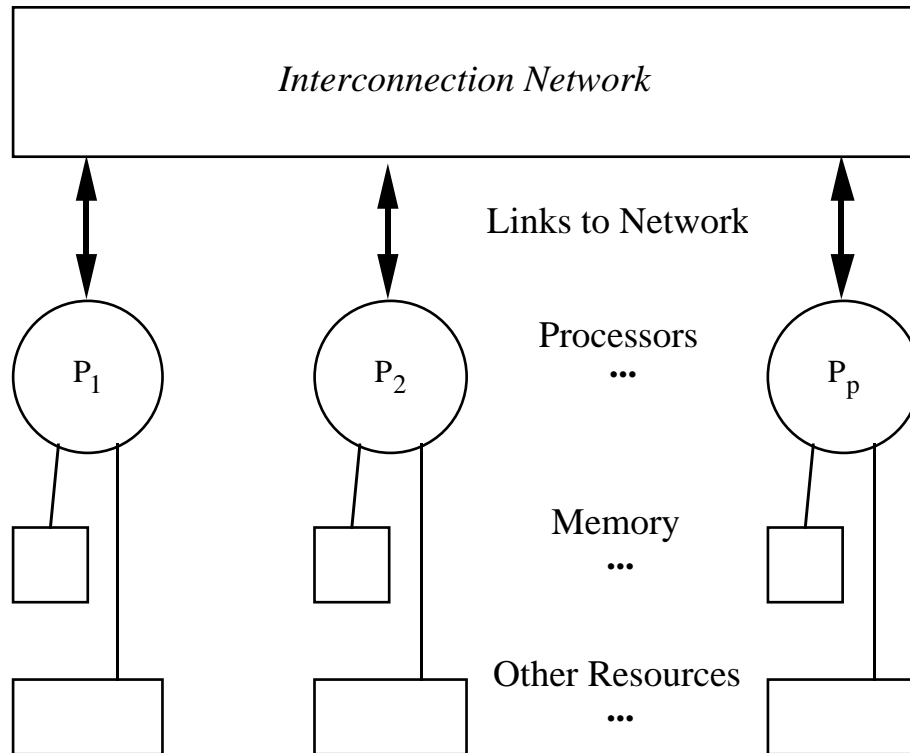 Interconnection Network
Links to Network
Processors
...
P1
P2
Pp
Memory
...
Other Resources
...